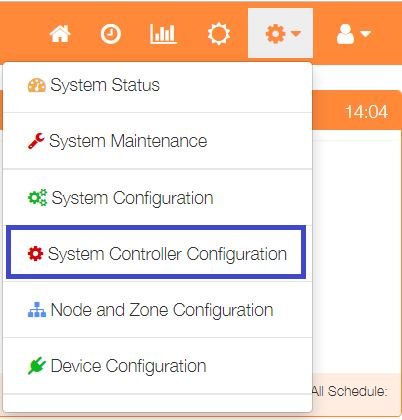 14:04
System Status
System Maintenance
System Configuration
System Controller Configuration
Node and Zone Configuration
Device Configuration
All Schedule: